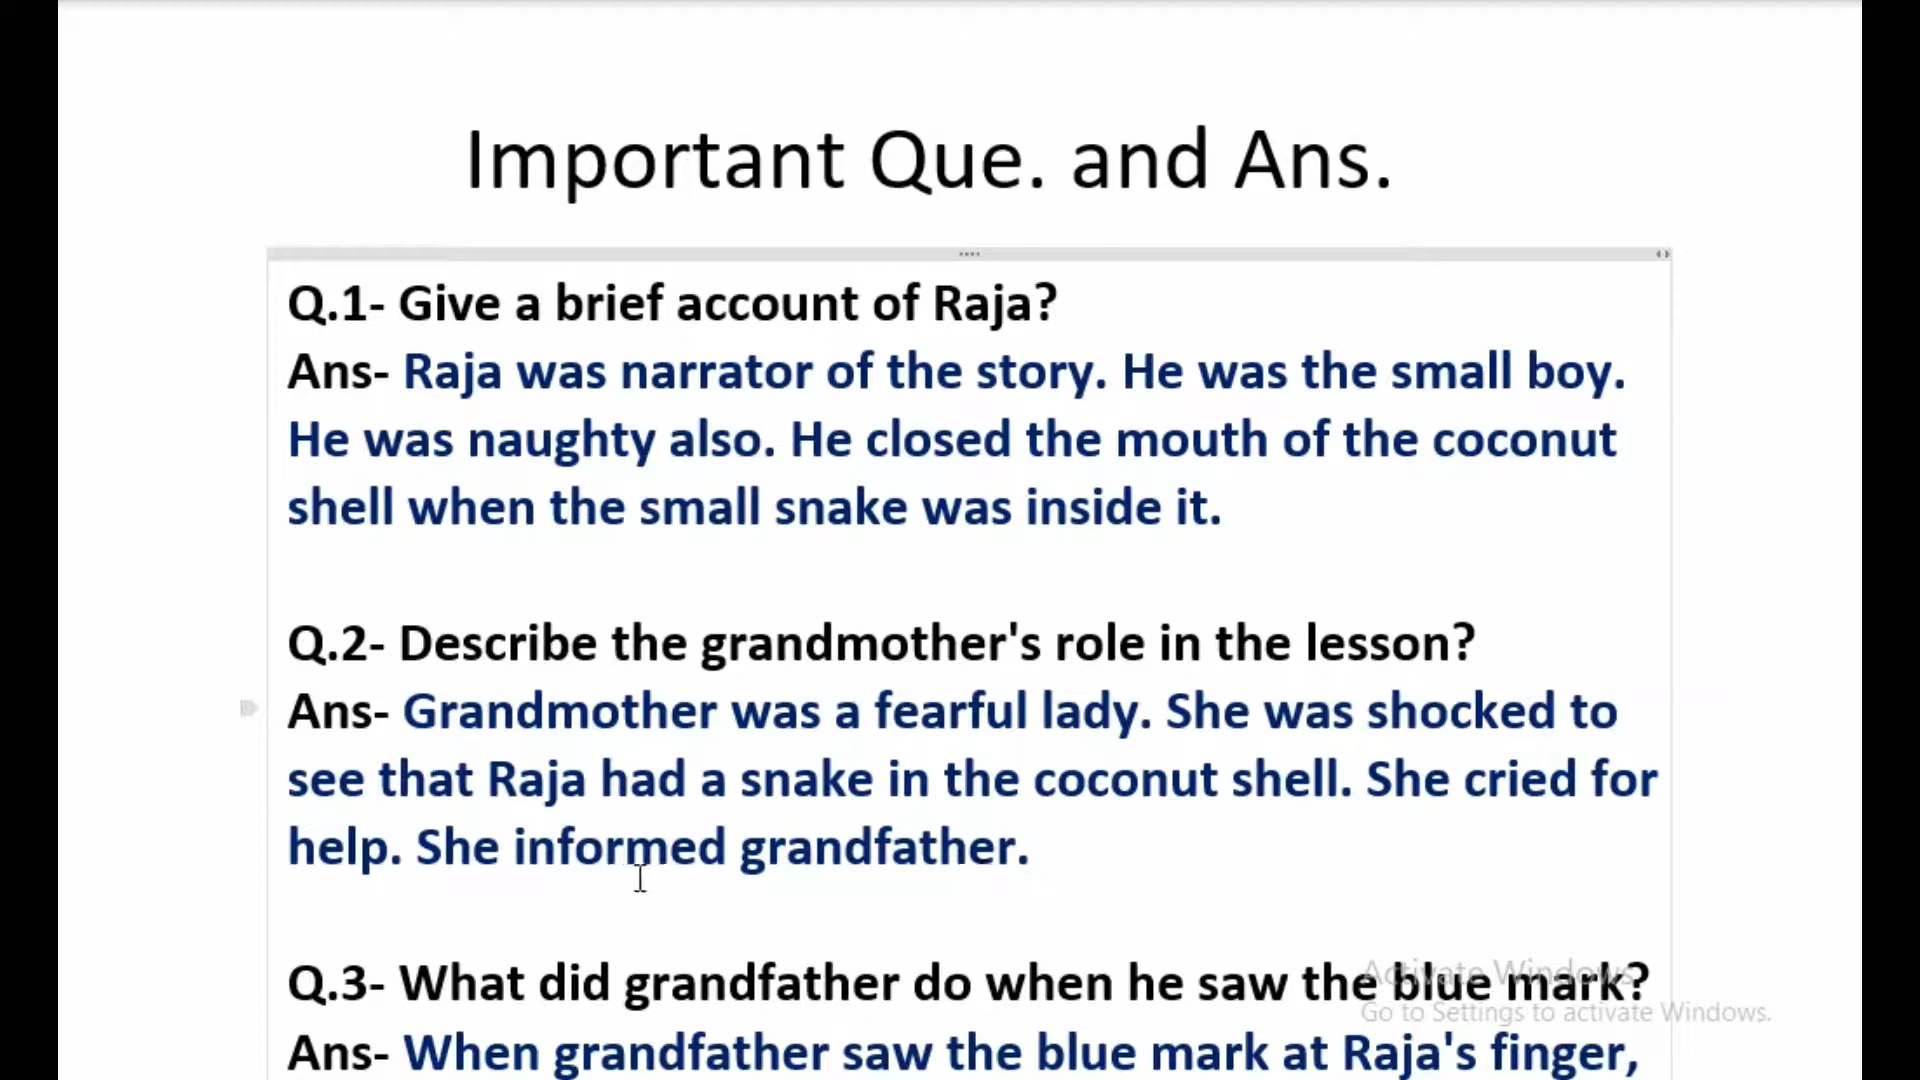 Important Que. and Ans.
Q.1- Give a brief account of Raja?
Ans- Raja was narrator of the story. He was the small boy.
He was naughty also. He closed the mouth of the coconut
shell when the small snake was inside it.
Q.2- Describe the grandmother's role in the lesson?
Ans- Grandmother was a fearful lady. She was shocked to
see that Raja had a snake in the coconut shell. She cried for
help. She informed grandfather.
Q.3- What did grandfather do when he saw the blue mark?
Ans- When grandfather saw the blue mark at Raja's finger,
Activate Windows
Go to Settings to activate Windows.